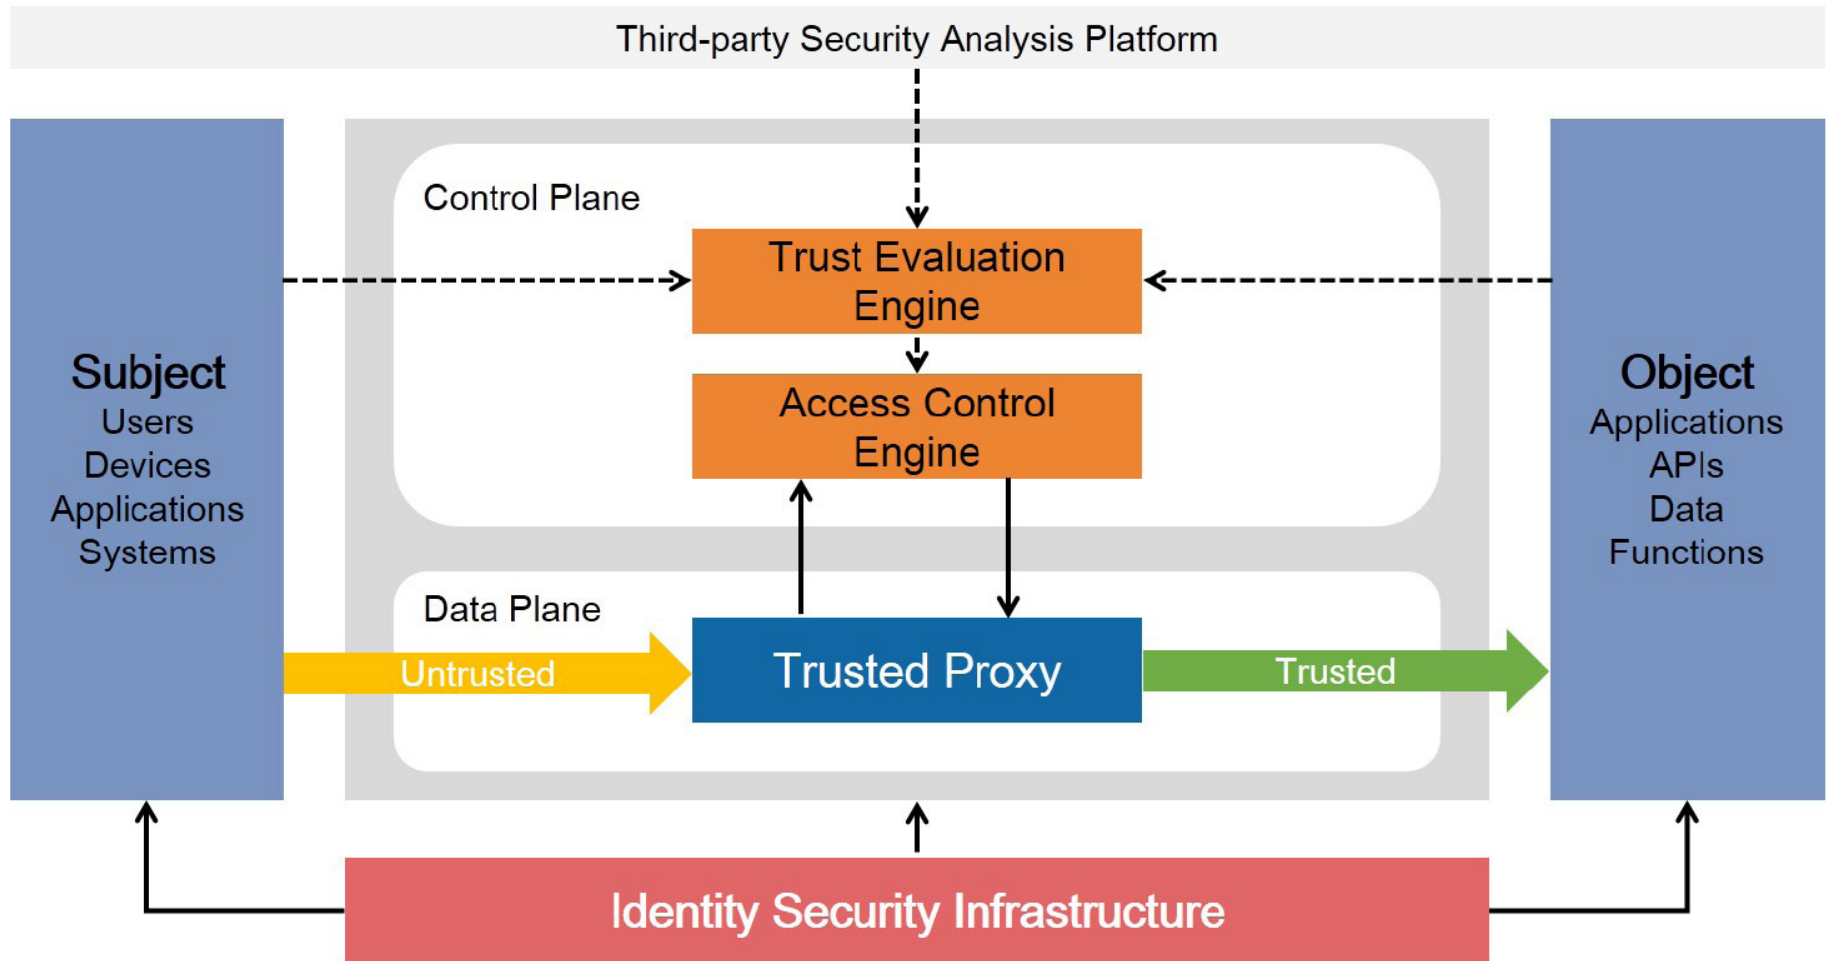 Third-party Security Analysis Platform
Control Plane
Trust Evaluation
Engine
Access Control
Engine
Subject
Users
Devices
Applications
Systems
Object
Applications
APIs
Data
Functions
Data Plane
Untrusted
Trusted Proxy
Trusted
Identity Security Infrastructure